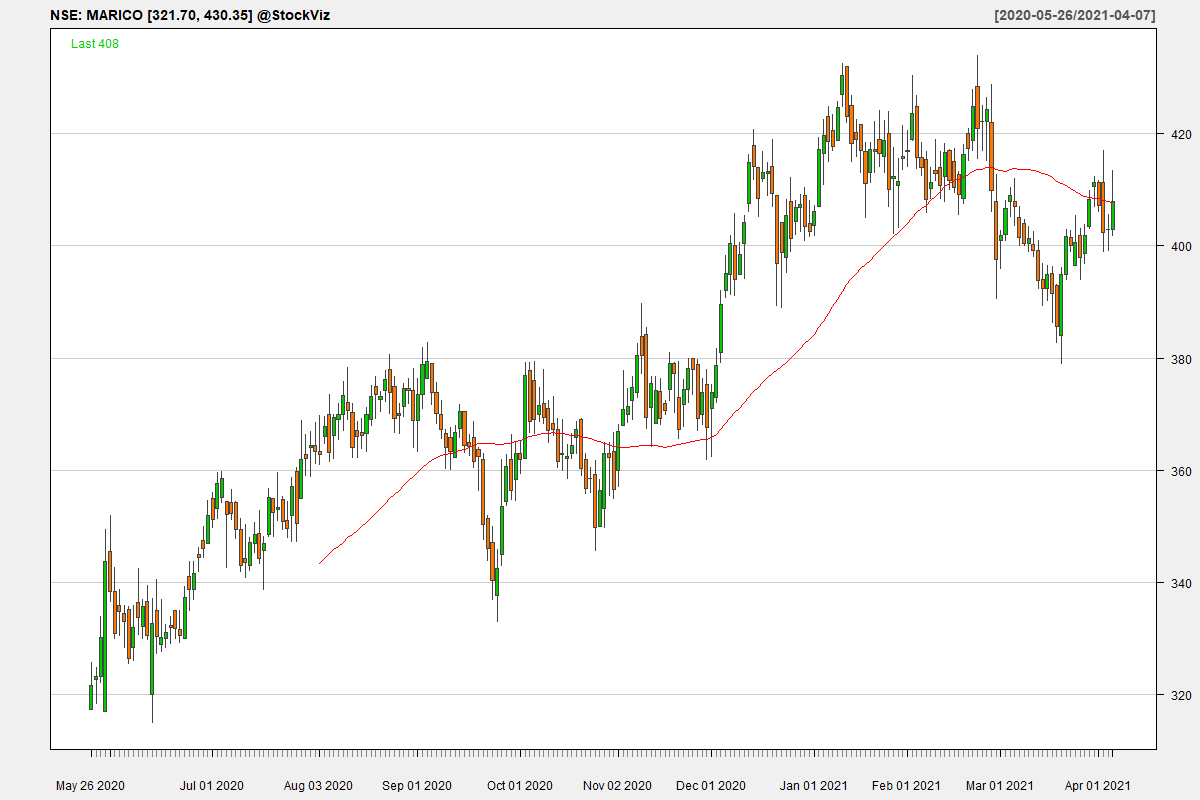 NSE: MARICO [321.70, 430.35] @StockViz
[2020-05-26/2021-04-07]
Last 408
420
400
380
360
340
320
May 26 2020
Jul 01 2020
Aug 03 2020
Sep 01 2020
Oct 01 2020
Nov 02 2020
Dec 01 2020
Jan 01 2021
Feb 01 2021
Mar 01 2021
Apr 01 2021